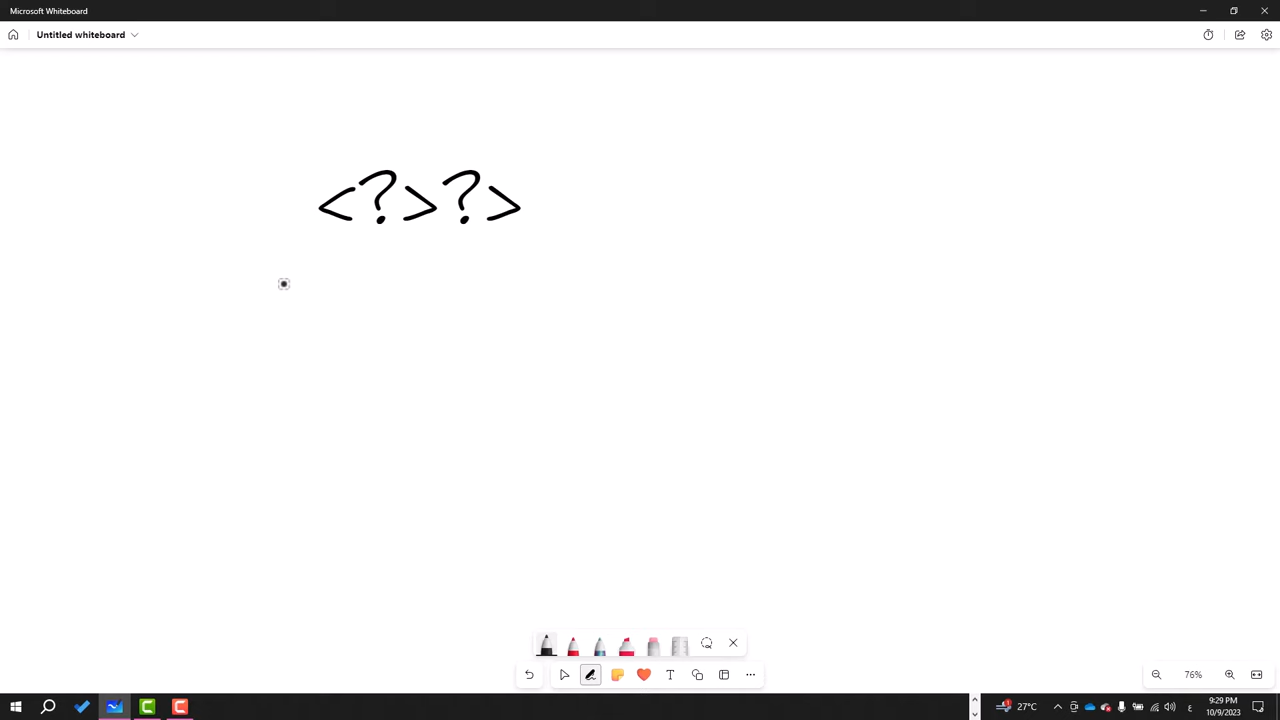 Microsoft Whiteboard
Untitled whiteboard
<?>?>
76%
27°C
ع
9:29 PM
10/9/2023